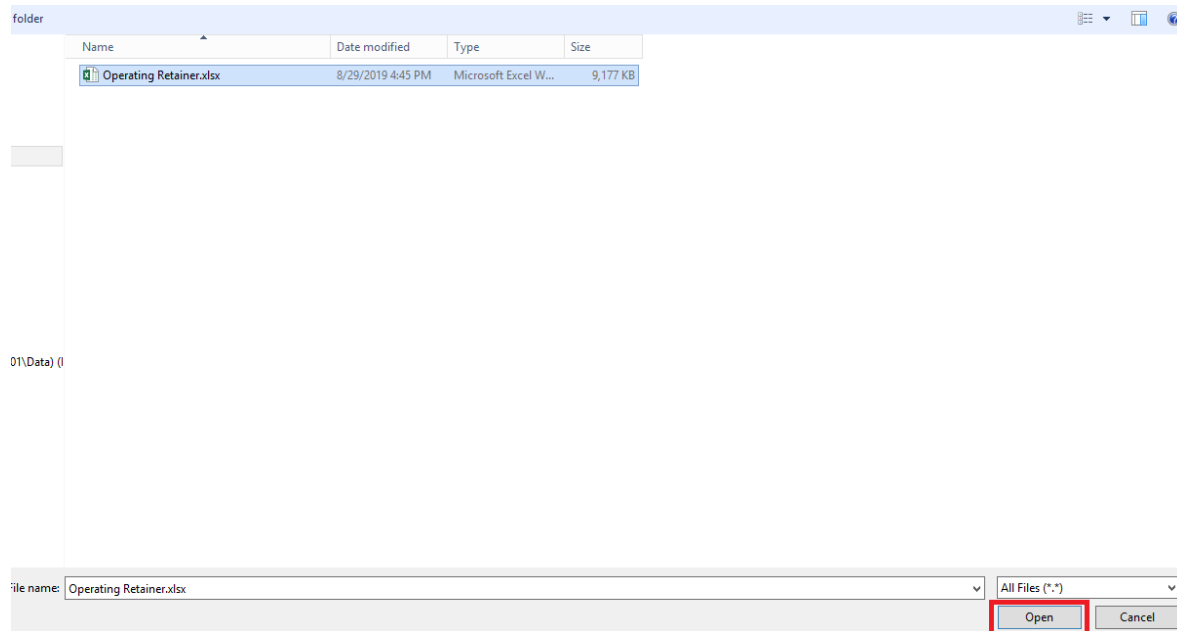 folder
Name Date modified Type Size
Operating Retainer.xlsx 8/29/2019 4:45 PM Microsoft Excel W... 9,177 KB
01\Data) (I
File name: Operating Retainer.xlsx All Files (*.*)
Open Cancel